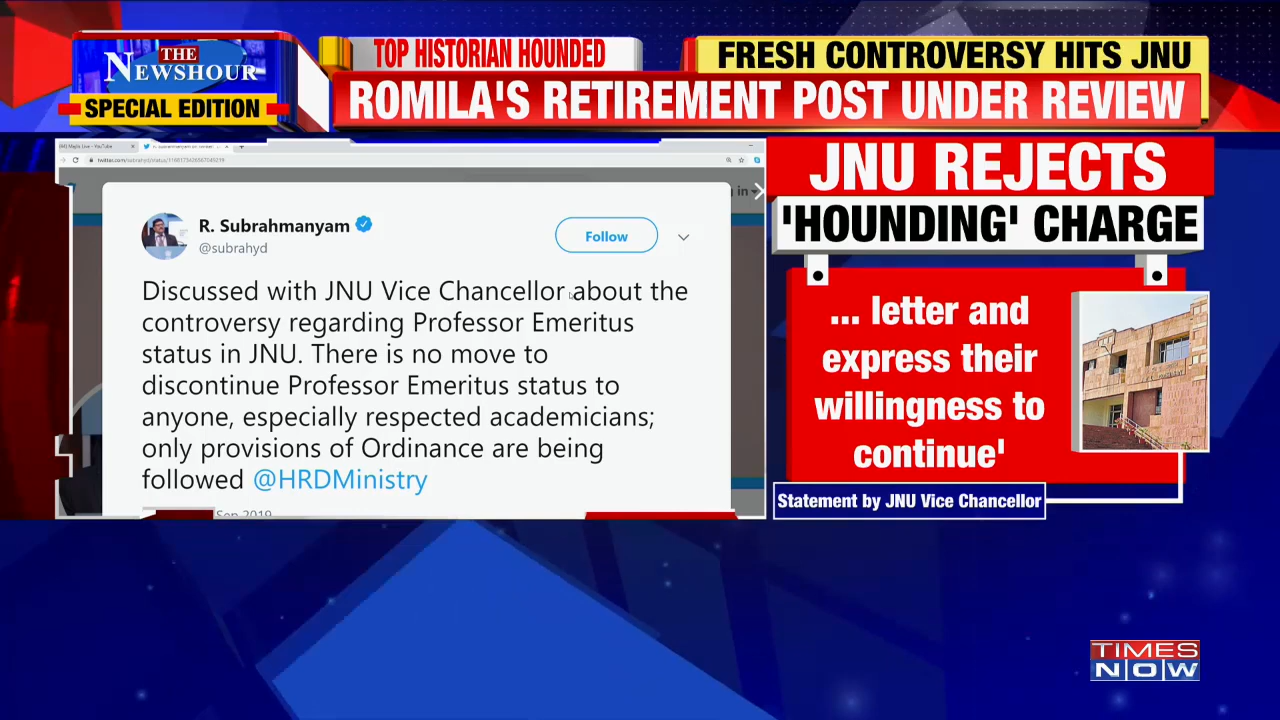 THE
NEWSHOUR
SPECIAL EDITION
TOP HISTORIAN HOUNDED
FRESH CONTROVERSY HITS JNU
ROMILA'S RETIREMENT POST UNDER REVIEW
R. Subrahmanyam
@subrahyd
Follow
Discussed with JNU Vice Chancellor about the
controversy regarding Professor Emeritus
status in JNU. There is no move to
discontinue Professor Emeritus status to
anyone, especially respected academicians;
only provisions of Ordinance are being
followed @HRDMinistry
Sep 2019
in
JNU REJECTS
'HOUNDING' CHARGE
... letter and
express their
willingness to
continue'
Statement by JNU Vice Chancellor
TIMES
NOW